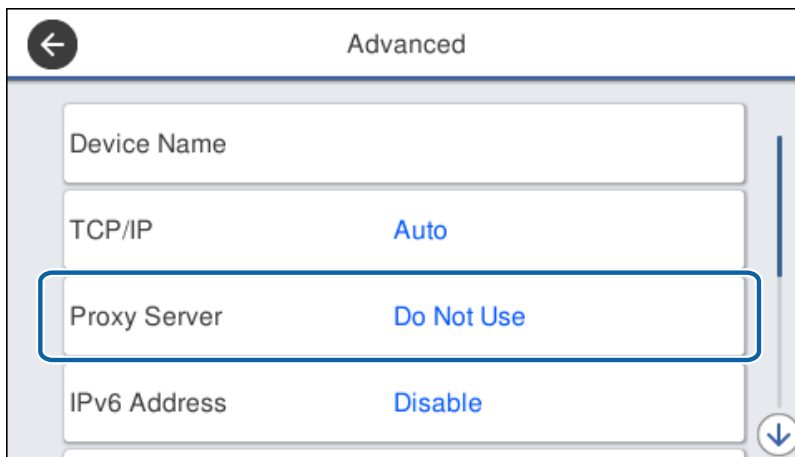 Advanced
Device Name
TCP/IP Auto
Proxy Server Do Not Use
IPv6 Address Disable